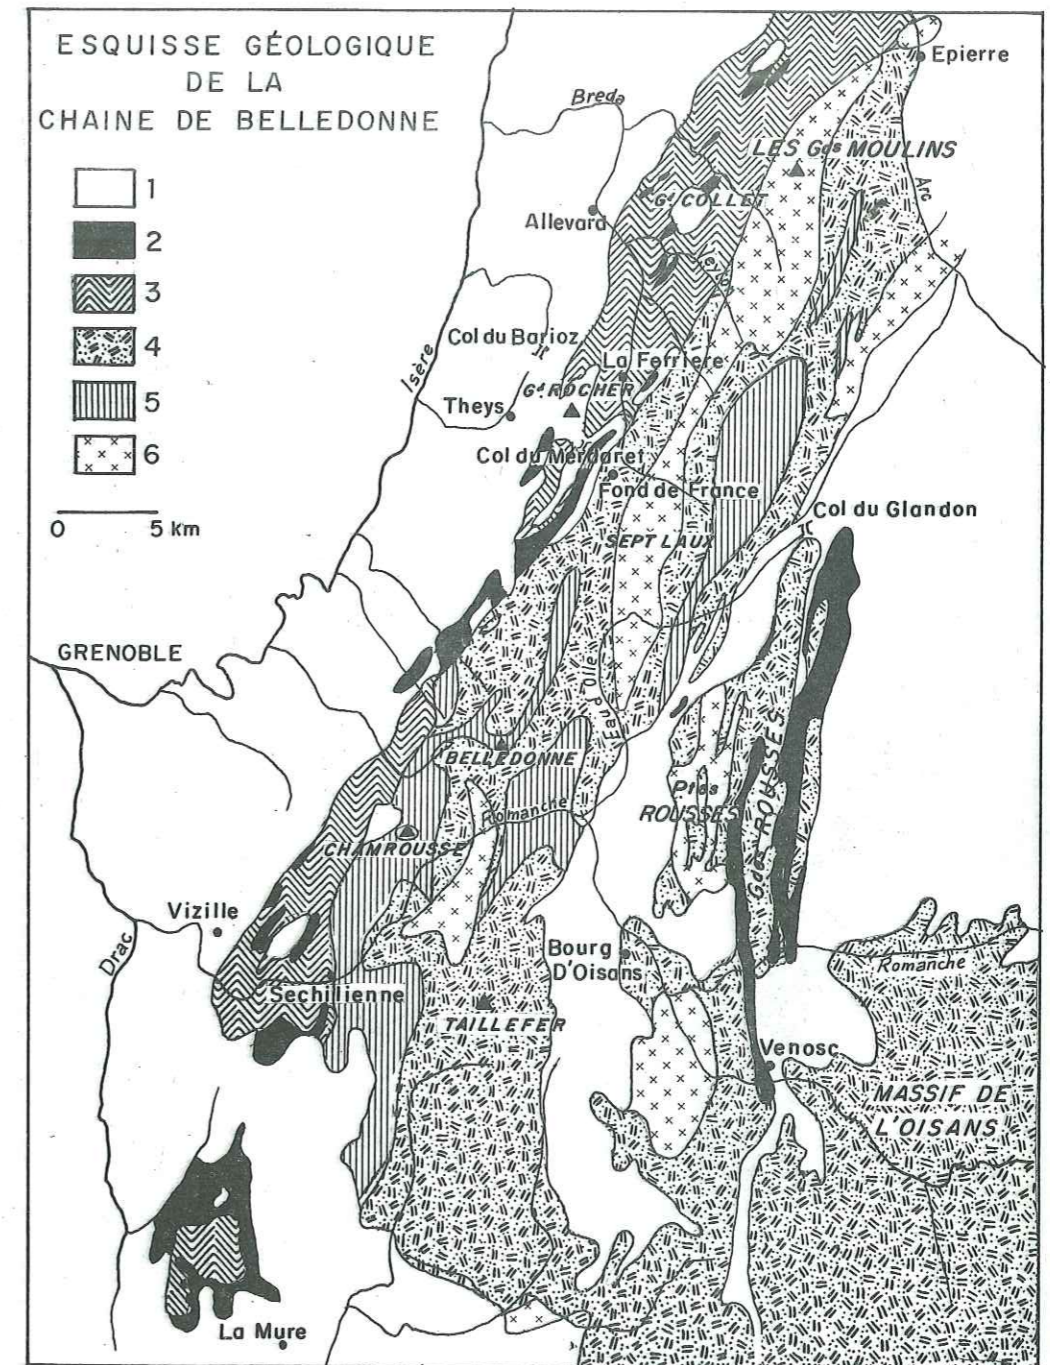 ESQUISSE GÉOLOGIQUE
DE LA
CHAINE DE BELLEDONNE
1
2
3
4
5
6
0 5 km
Epierre
Breda
LES Gds MOULINS
Arc
Gd COLLET
Allevard
Col du Barioz
Isère
La Ferrière
Gd ROCHER
Theys
Col du Merdaret
Fond de France
Col du Glandon
SEPT LAUX
GRENOBLE
Eau d'Olle
BELLEDONNE
Romanche
Ptes
ROUSSES
Gdes ROUSSES
CHAMROUSSE
Vizille
Drac
Bourg
D'Oisans
Romanche
Sechilienne
TAILLEFER
Venosc
MASSIF DE
L'OISANS
La Mure